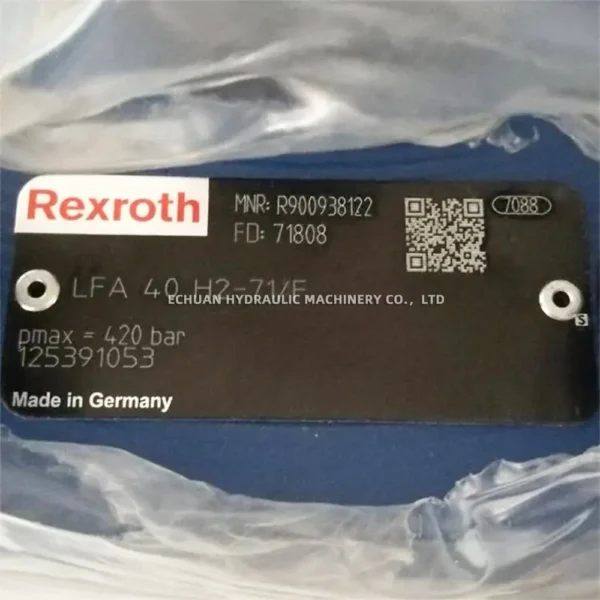 Rexroth
MNR: R900938122
FD: 71808
7088
LFA 40 H2-71/F
ECHUAN HYDRAULIC MACHINERY CO., LTD
pmax = 420 bar
125391053
Made in Germany
S